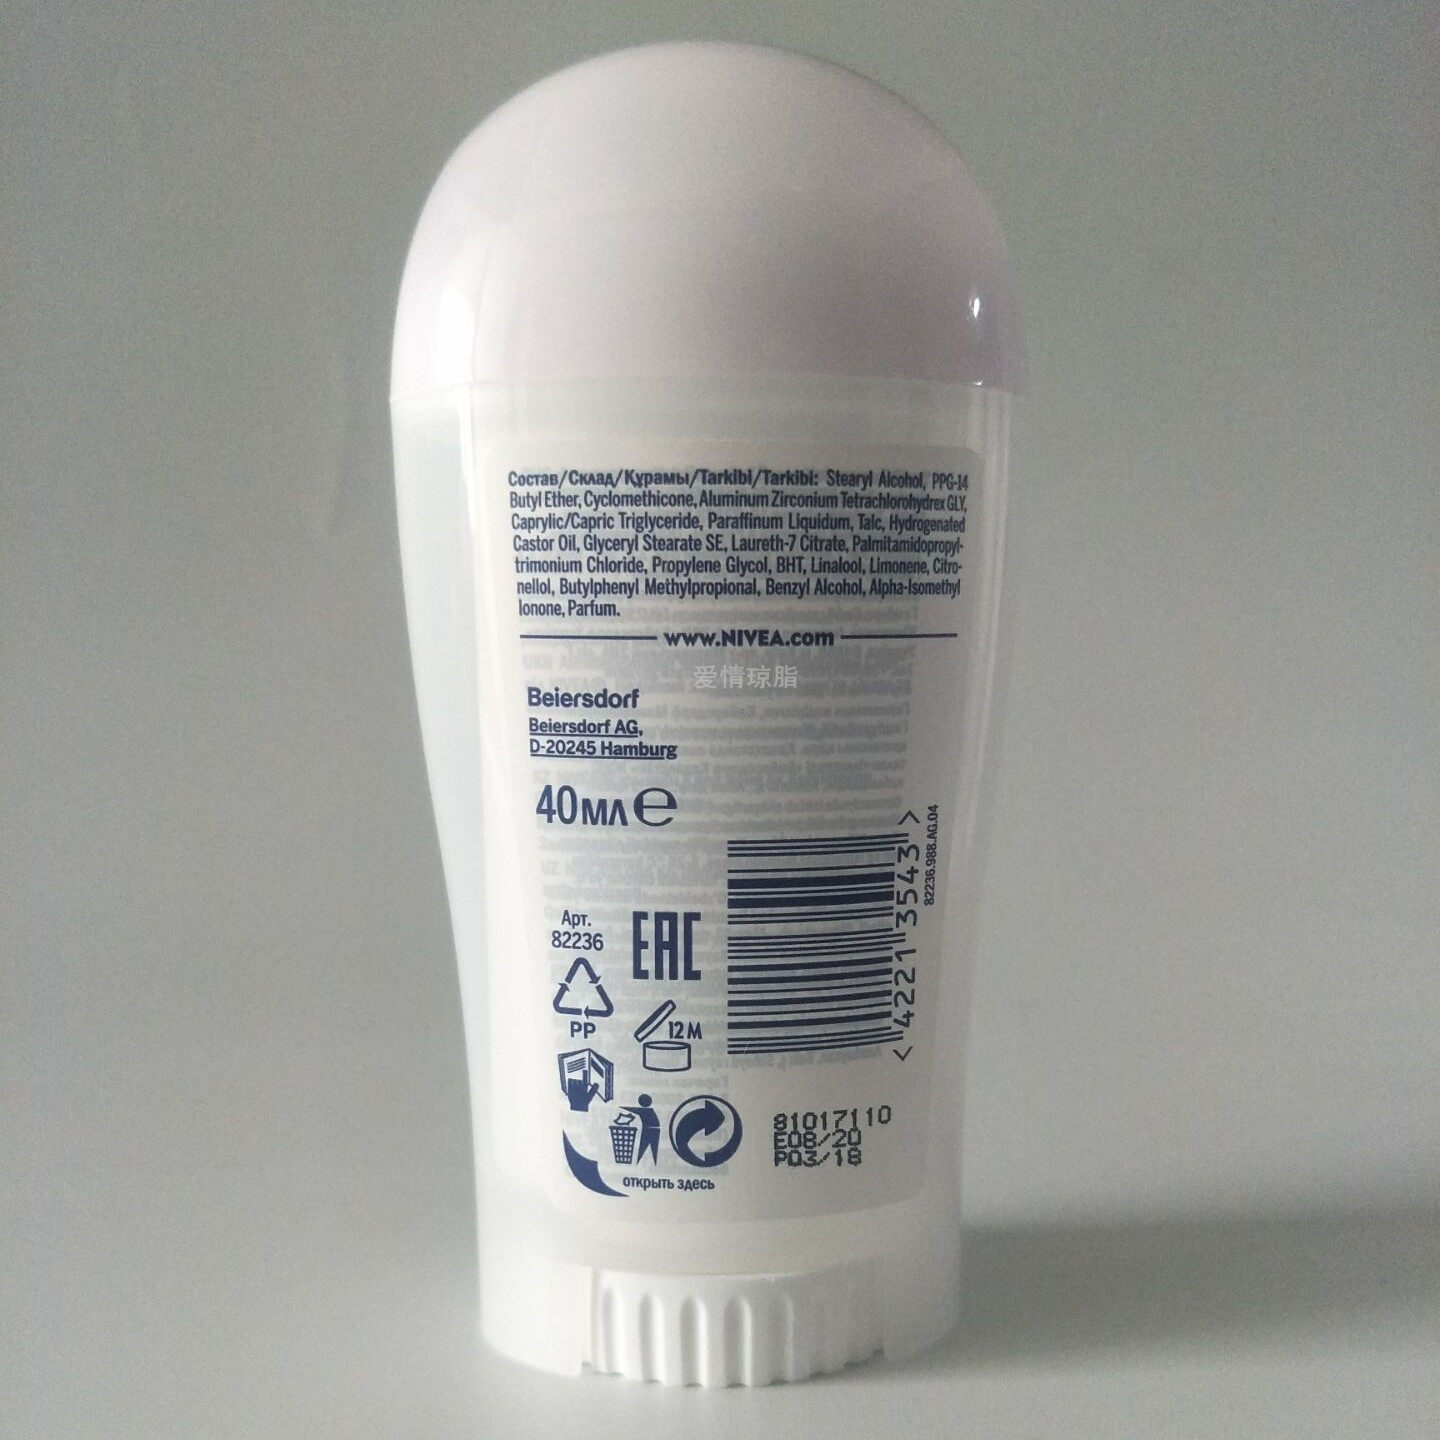 Состав/Склад/Құрамы/Tarkibi/Tarkibi: Stearyl Alcohol, PPG-14
Butyl Ether, Cyclomethicone, Aluminum Zirconium Tetrachlorohydrex GLY,
Caprylic/Capric Triglyceride, Paraffinum Liquidum, Talc, Hydrogenated
Castor Oil, Glyceryl Stearate SE, Laureth-7 Citrate, Palmitamidopropyl-
trimonium Chloride, Propylene Glycol, BHT, Linalool, Limonene, Citro-
nellol, Butylphenyl Methylpropional, Benzyl Alcohol, Alpha-Isomethyl
Ionone, Parfum.
www.NIVEA.com
爱情琼脂
Beiersdorf
Beiersdorf AG,
D-20245 Hamburg
40 мл e
Арт.
82236
EAC
PP
12 M
< 4221 3543 >
82236.988.AG.04
81017110
E08/20
P03/18
открыть здесь